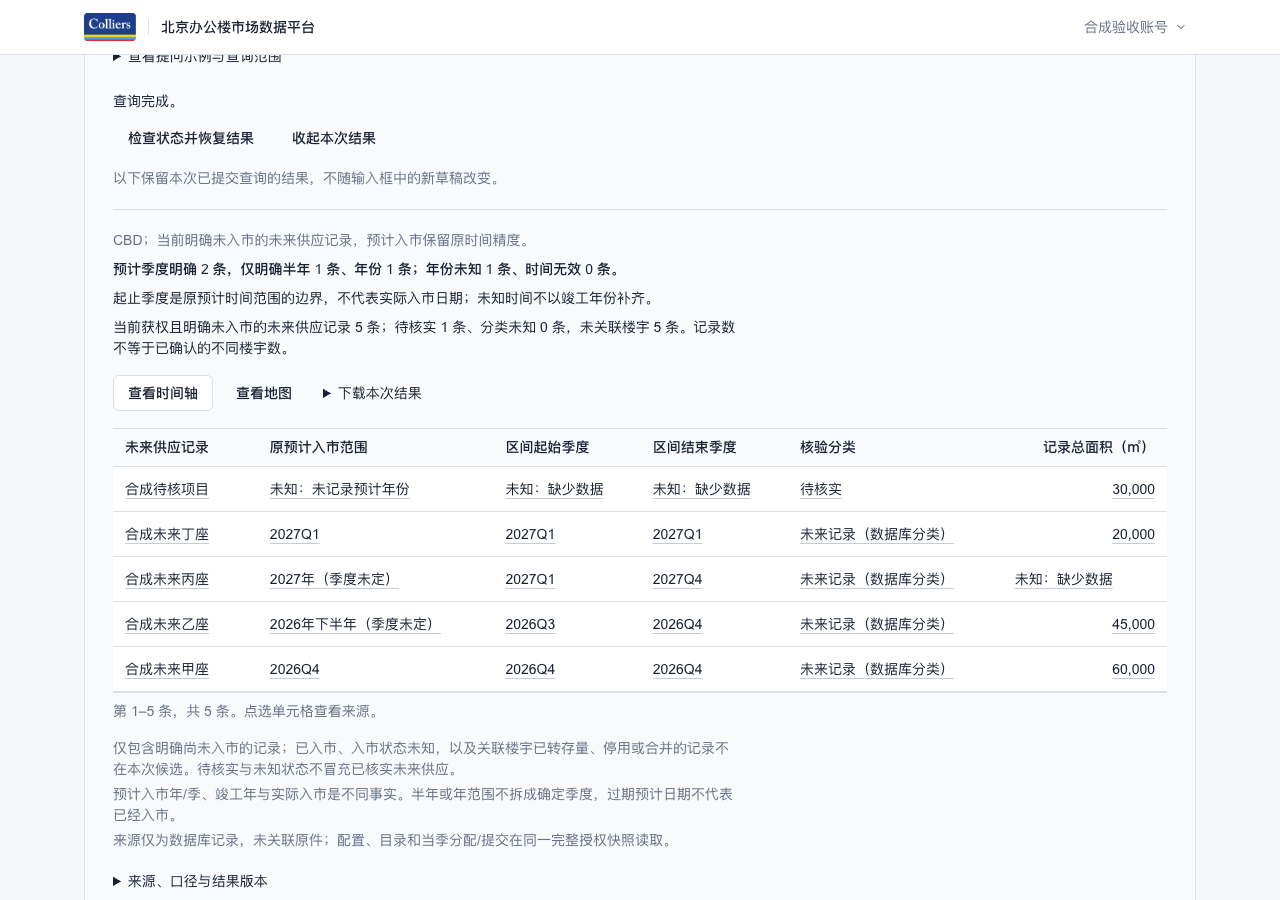 Colliers 北京办公楼市场数据平台 合成验收账号
查看提问示例与查询范围
查询完成。
检查状态并恢复结果 收起本次结果
以下保留本次已提交查询的结果，不随输入框中的新草稿改变。
CBD；当前明确未入市的未来供应记录，预计入市保留原时间精度。
预计季度明确 2 条，仅明确半年 1 条、年份 1 条；年份未知 1 条、时间无效 0 条。
起止季度是原预计时间范围的边界，不代表实际入市日期；未知时间不以竣工年份补齐。
当前获权且明确未入市的未来供应记录 5 条；待核实 1 条、分类未知 0 条，未关联楼宇 5 条。记录数
不等于已确认的不同楼宇数。
查看时间轴 查看地图 下载本次结果
未来供应记录 原预计入市范围 区间起始季度 区间结束季度 核验分类 记录总面积（㎡）
合成待核项目 未知：未记录预计年份 未知：缺少数据 未知：缺少数据 待核实 30,000
合成未来丁座 2027Q1 2027Q1 2027Q1 未来记录（数据库分类） 20,000
合成未来丙座 2027年（季度未定） 2027Q1 2027Q4 未来记录（数据库分类） 未知：缺少数据
合成未来乙座 2026年下半年（季度未定） 2026Q3 2026Q4 未来记录（数据库分类） 45,000
合成未来甲座 2026Q4 2026Q4 2026Q4 未来记录（数据库分类） 60,000
第 1–5 条，共 5 条。点选单元格查看来源。
仅包含明确尚未入市的记录；已入市、入市状态未知，以及关联楼宇已转存量、停用或合并的记录不
在本次候选。待核实与未知状态不冒充已核实未来供应。
预计入市年/季、竣工年与实际入市是不同事实。半年或年范围不拆成确定季度，过期预计日期不代表
已经入市。
来源仅为数据库记录，未关联原件；配置、目录和当季分配/提交在同一完整授权快照读取。
来源、口径与结果版本